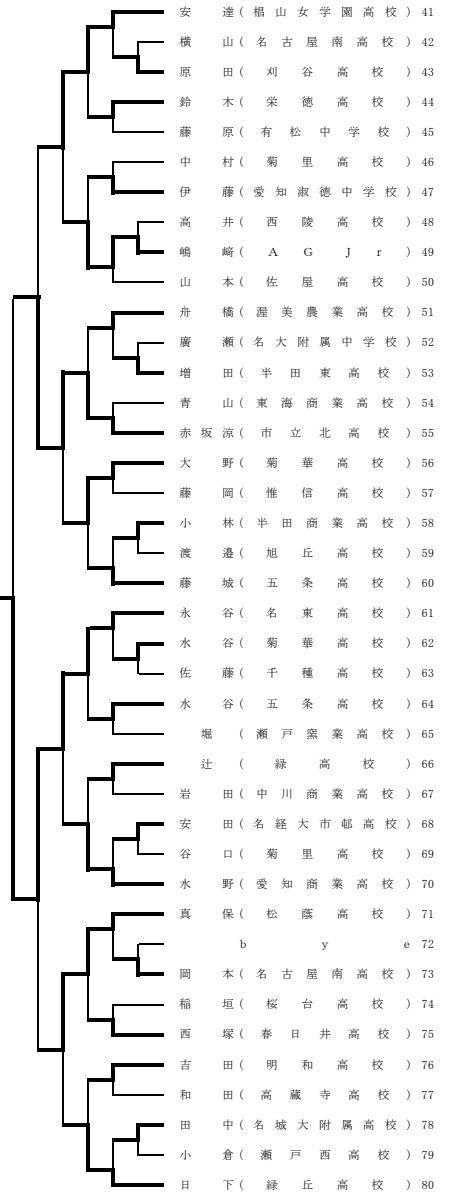 安達(椙山女学園高校) 41
横山(名古屋南高校) 42
原田(刈谷高校) 43
鈴木(栄徳高校) 44
藤原(有松中学校) 45
中村(菊里高校) 46
伊藤(愛知淑徳中学校) 47
高井(西陵高校) 48
嶋﨑(AGJr) 49
山本(佐屋高校) 50
舟橋(渥美農業高校) 51
廣瀬(名大附属中学校) 52
増田(半田東高校) 53
青山(東海商業高校) 54
赤坂涼(市立北高校) 55
大野(菊華高校) 56
藤岡(惟信高校) 57
小林(半田商業高校) 58
渡邉(旭丘高校) 59
藤城(五条高校) 60
永谷(名東高校) 61
水谷(菊華高校) 62
佐藤(千種高校) 63
水谷(五条高校) 64
堀(瀬戸窯業高校) 65
辻(緑高校) 66
岩田(中川商業高校) 67
安田(名経大市邨高校) 68
谷口(菊里高校) 69
水野(愛知商業高校) 70
真保(松蔭高校) 71
bye 72
岡本(名古屋南高校) 73
稲垣(桜台高校) 74
西塚(春日井高校) 75
吉田(明和高校) 76
和田(高蔵寺高校) 77
田中(名城大附属高校) 78
小倉(瀬戸西高校) 79
日下(緑丘高校) 80